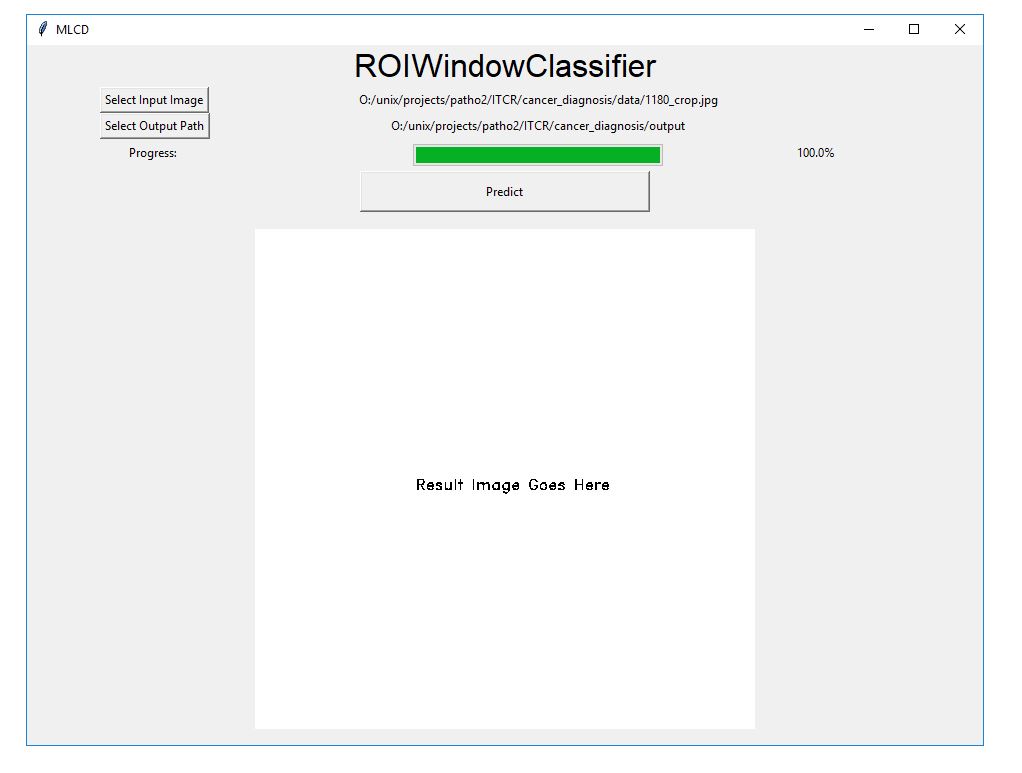 MLCD
ROIWindowClassifier
Select Input Image O:/unix/projects/patho2/ITCR/cancer_diagnosis/data/1180_crop.jpg
Select Output Path O:/unix/projects/patho2/ITCR/cancer_diagnosis/output
Progress: 100.0%
Predict
Result Image Goes Here